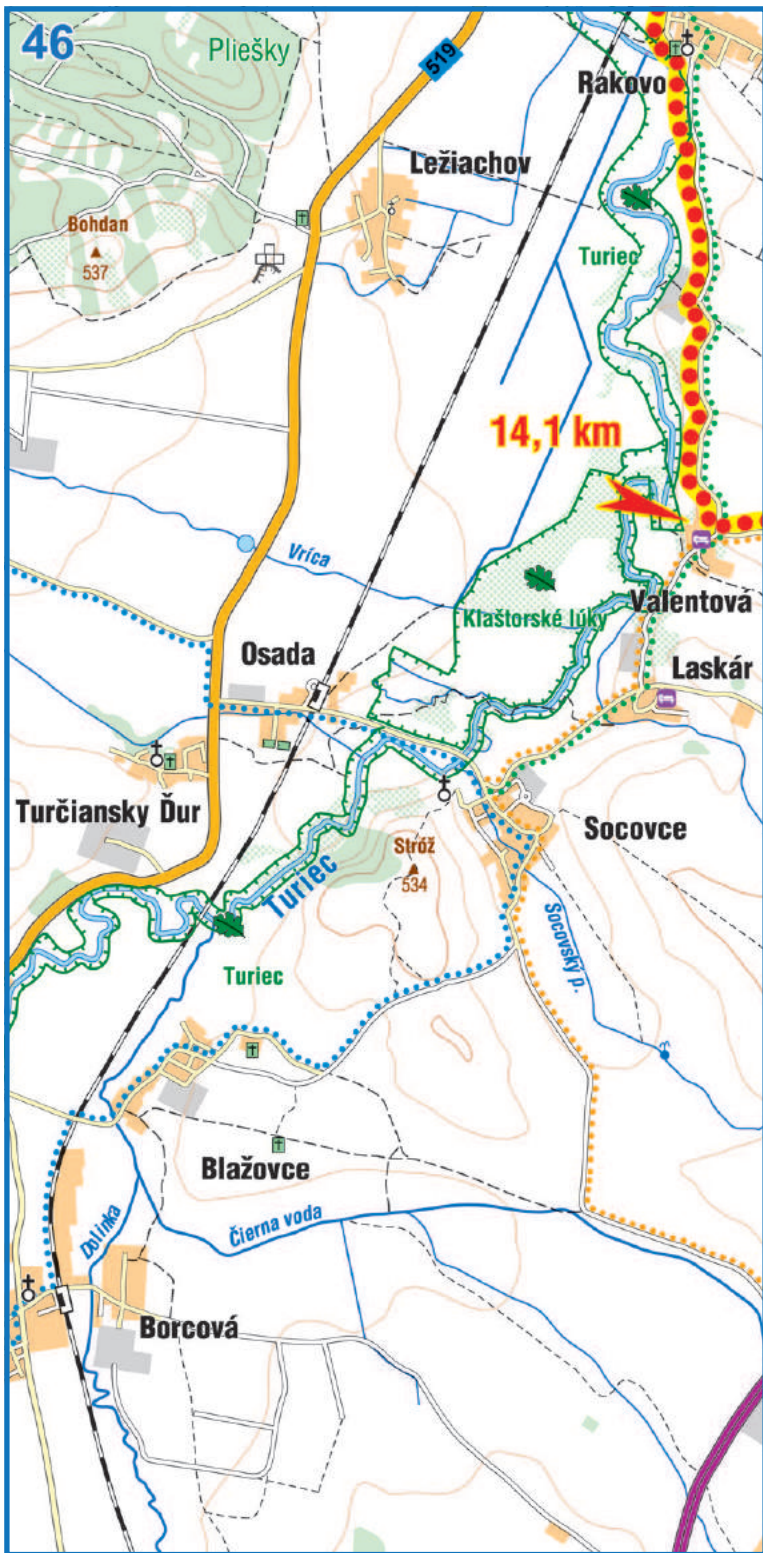 46
Pliešky
519
Rakovo
Ležiachov
Bohdan
537
Turiec
14,1 km
Vríca
Valentová
Kláštorské lúky
Osada
Laskár
Turčiansky Ďur
Socovce
Stróž
534
Turiec
Socovský p.
Turiec
Blažovce
Dolinka
Čierna voda
Borcová